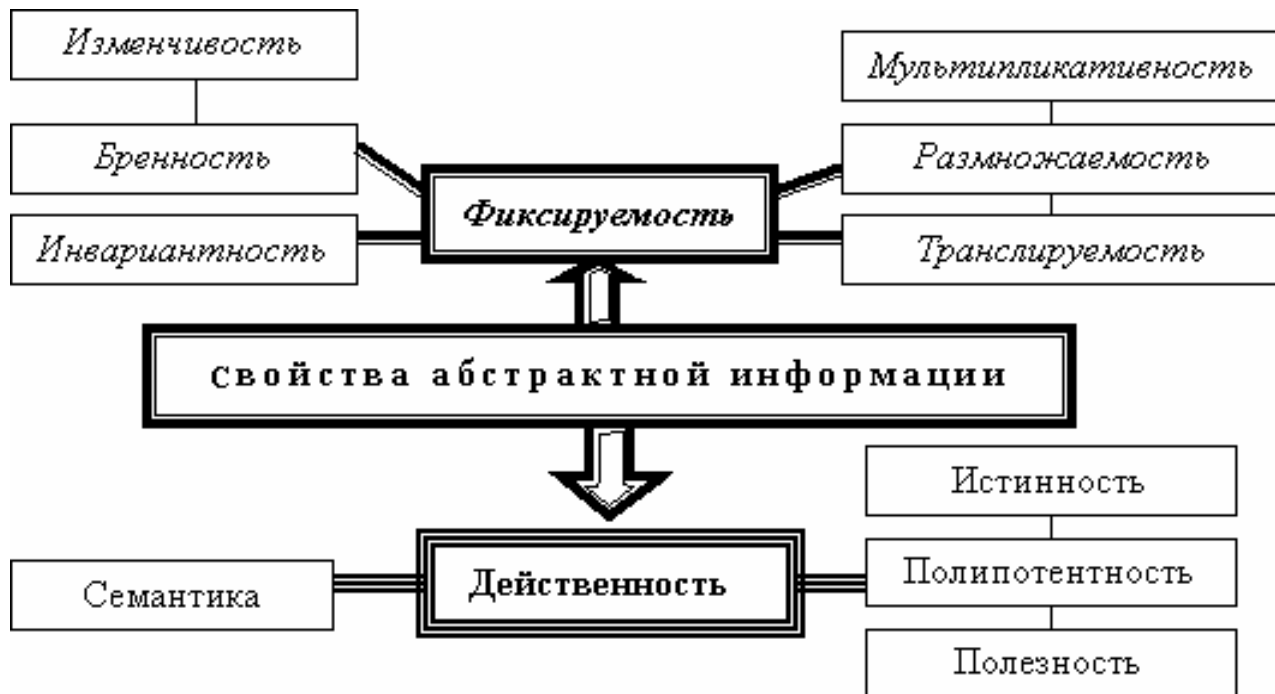 Изменчивость
Мультипликативность
Бренность
Размножаемость
Фиксируемость
Инвариантность
Транслируемость
Свойства абстрактной информации
Истинность
Действенность
Полипотентность
Семантика
Полезность